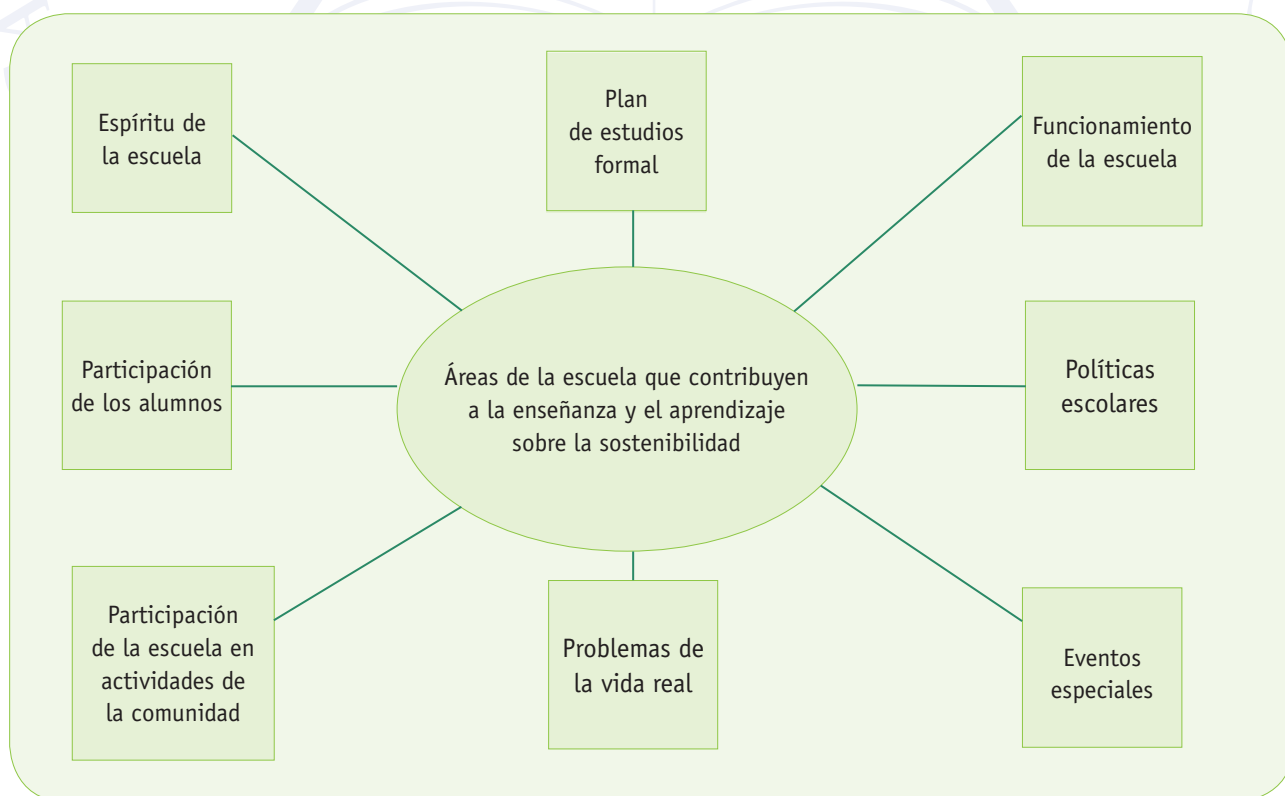 Espíritu de
la escuela
Plan
de estudios
formal
Funcionamiento
de la escuela
Participación
de los alumnos
Áreas de la escuela que contribuyen
a la enseñanza y el aprendizaje
sobre la sostenibilidad
Políticas
escolares
Participación
de la escuela en
actividades de
la comunidad
Problemas de
la vida real
Eventos
especiales